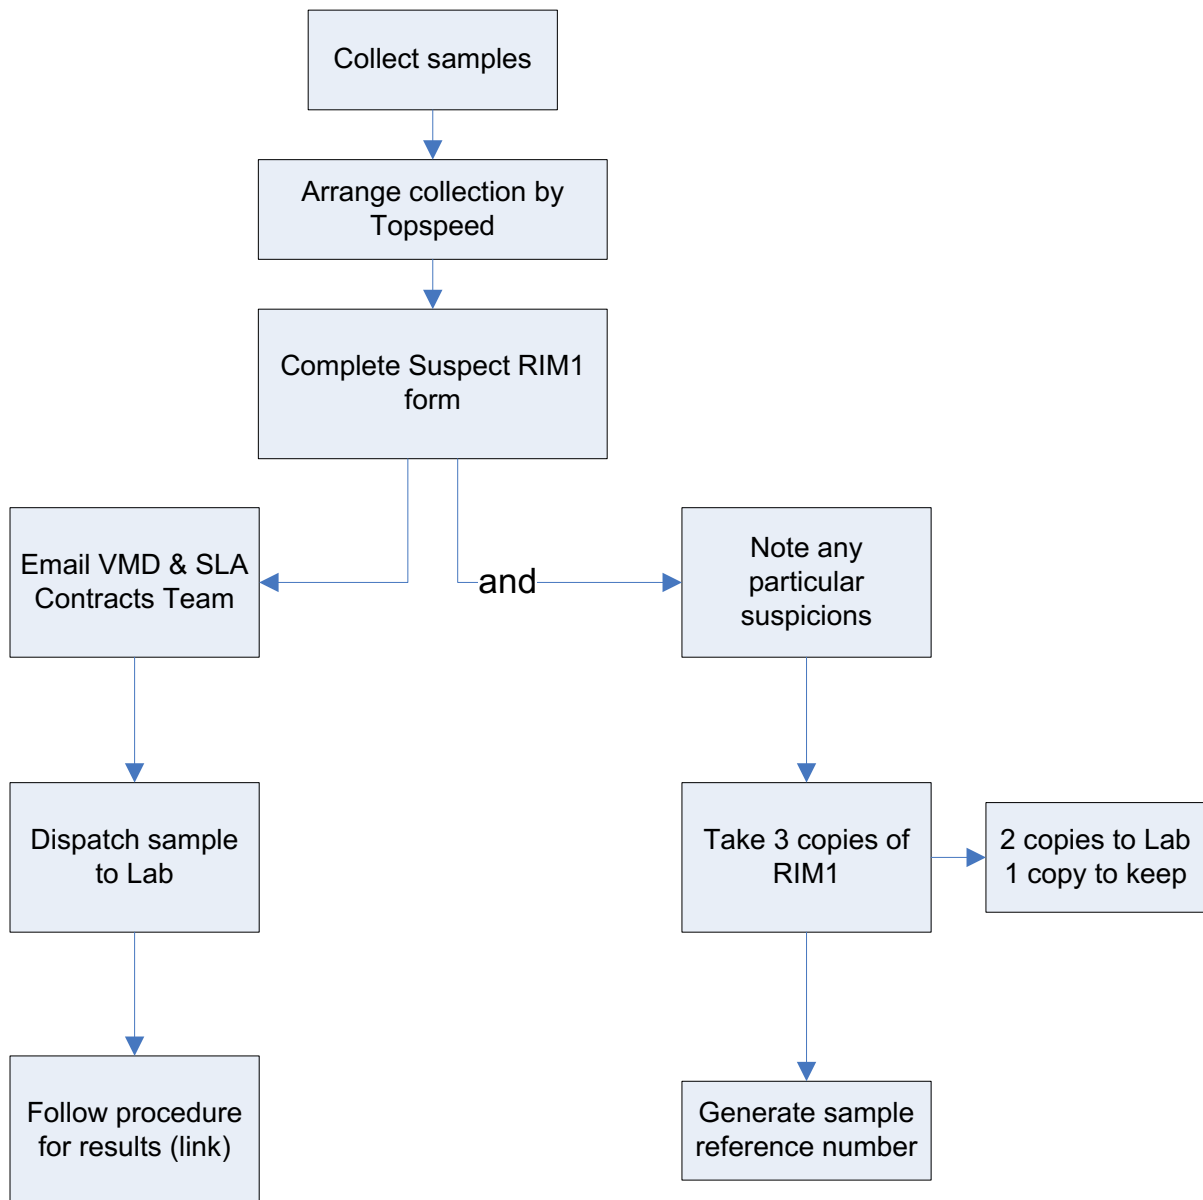 Collect samples
Arrange collection by
Topspeed
Complete Suspect RIM1
form
Email VMD & SLA
Contracts Team
and
Note any
particular
suspicions
Dispatch sample
to Lab
Take 3 copies of
RIM1
2 copies to Lab
1 copy to keep
Follow procedure
for results (link)
Generate sample
reference number